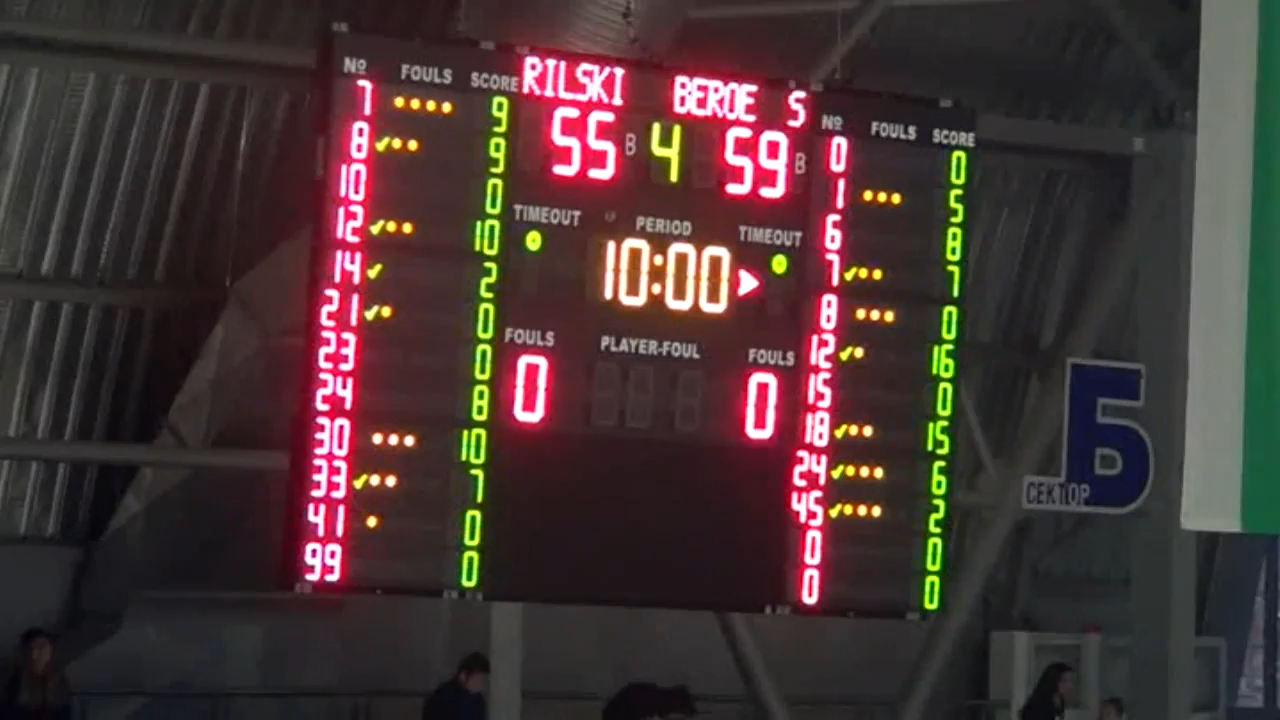 RILSKI BEROE S
Nº FOULS SCORE 55 B 4 59 B Nº FOULS SCORE
7 9 0 0
8 9 1 5
10 0 6 8
12 10 7 7
14 2 8 0
21 0 12 16
23 0 15 0
24 8 18 15
30 10 24 6
33 7 45 2
41 0 0 0
99 0 0 0
TIMEOUT PERIOD TIMEOUT
10:00
FOULS PLAYER-FOUL FOULS
0 0
Б
СЕКТОР